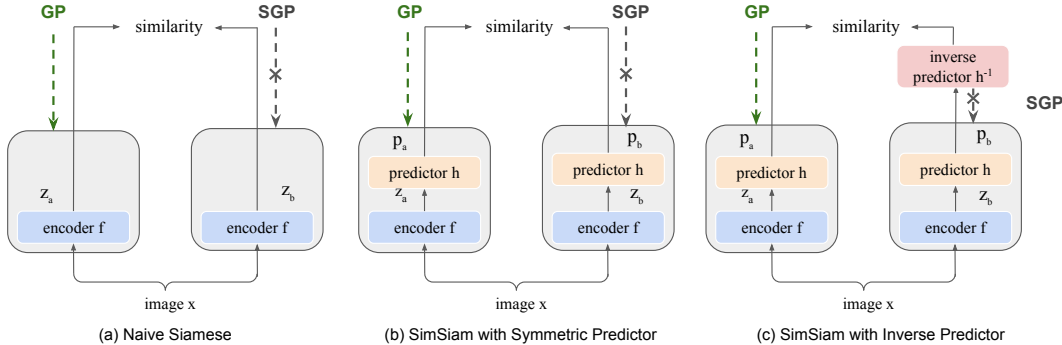 GP
similarity
SGP
z_a
z_b
encoder f
encoder f
image x
(a) Naive Siamese
GP
similarity
SGP
p_a
p_b
predictor h
predictor h
z_a
z_b
encoder f
encoder f
image x
(b) SimSiam with Symmetric Predictor
GP
similarity
inverse
predictor h⁻¹
SGP
p_a
p_b
predictor h
predictor h
z_a
z_b
encoder f
encoder f
image x
(c) SimSiam with Inverse Predictor